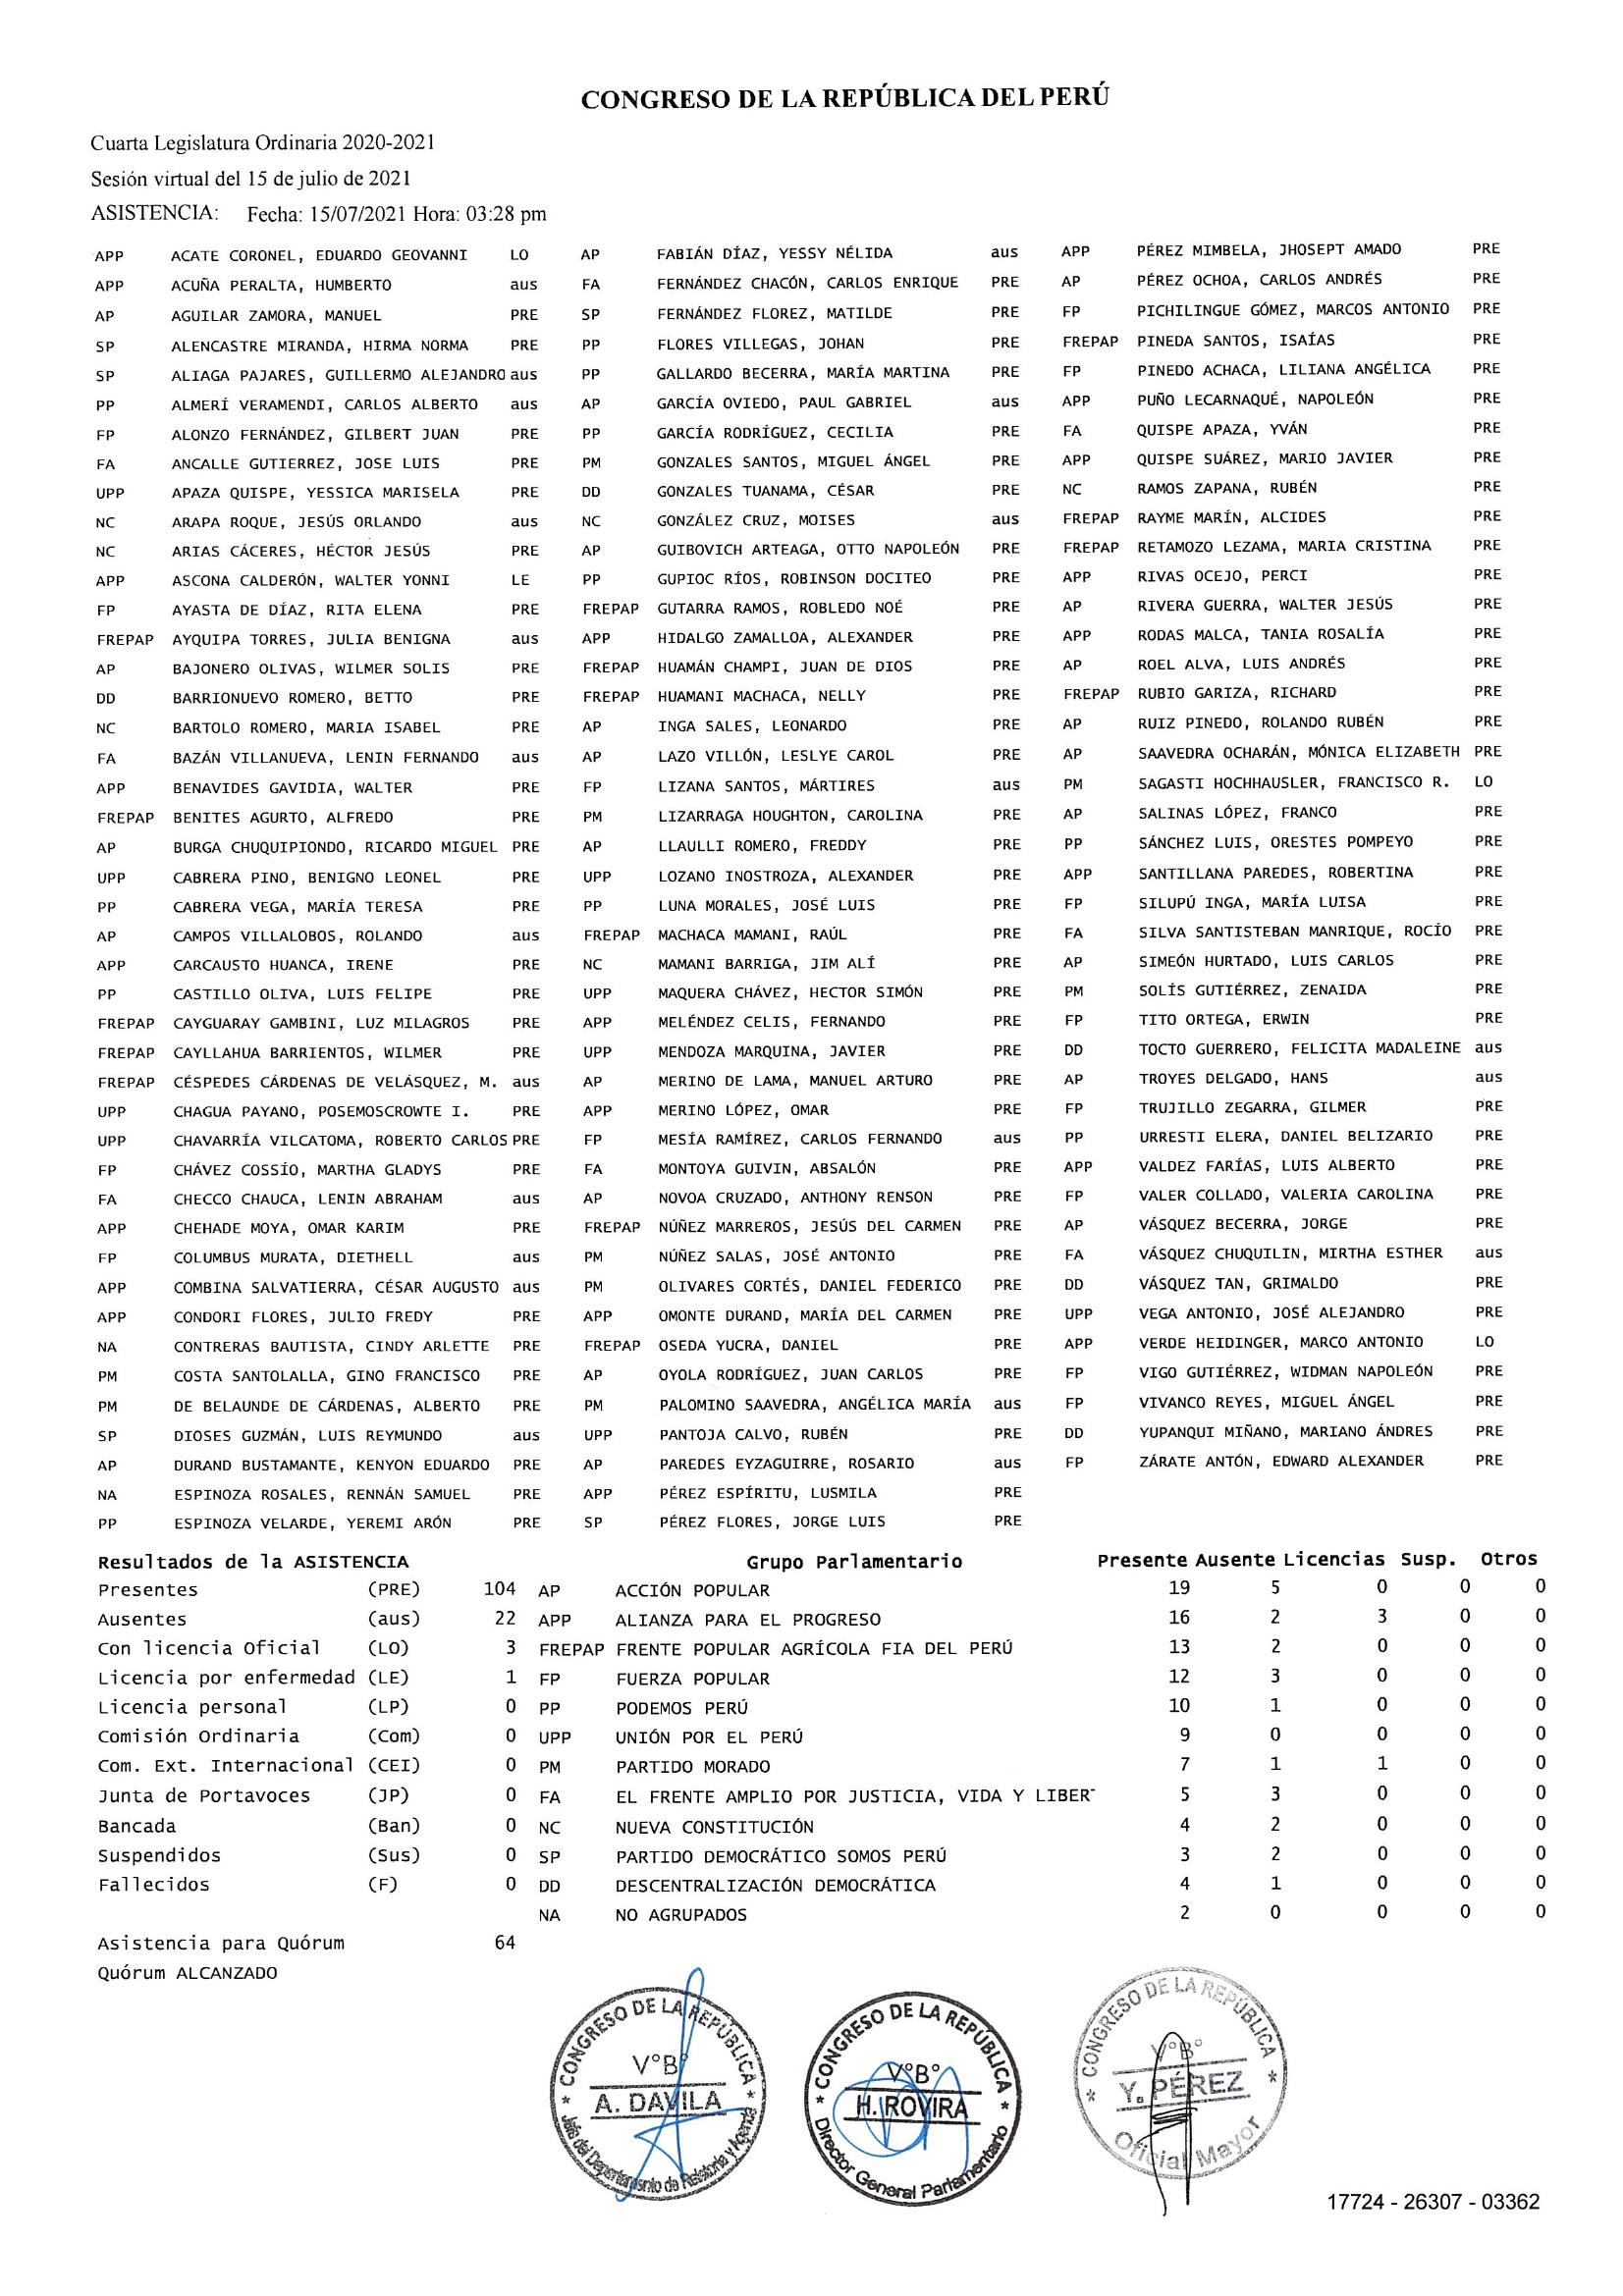 CONGRESO DE LA REPÚBLICA DEL PERÚ
Cuarta Legislatura Ordinaria 2020-2021
Sesión virtual del 15 de julio de 2021
ASISTENCIA: Fecha: 15/07/2021 Hora: 03:28 pm
APP ACATE CORONEL, EDUARDO GEOVANNI LO AP FABIÁN DÍAZ, YESSY NÉLIDA aus APP PÉREZ MIMBELA, JHOSEPT AMADO PRE
APP ACUÑA PERALTA, HUMBERTO aus FA FERNÁNDEZ CHACÓN, CARLOS ENRIQUE PRE AP PÉREZ OCHOA, CARLOS ANDRÉS PRE
AP AGUILAR ZAMORA, MANUEL PRE SP FERNÁNDEZ FLOREZ, MATILDE PRE FP PICHILINGUE GÓMEZ, MARCOS ANTONIO PRE
SP ALENCASTRE MIRANDA, HIRMA NORMA PRE PP FLORES VILLEGAS, JOHAN PRE FREPAP PINEDA SANTOS, ISAÍAS PRE
SP ALIAGA PAJARES, GUILLERMO ALEJANDRO aus PP GALLARDO BECERRA, MARÍA MARTINA PRE FP PINEDO ACHACA, LILIANA ANGÉLICA PRE
PP ALMERÍ VERAMENDI, CARLOS ALBERTO aus AP GARCÍA OVIEDO, PAUL GABRIEL aus APP PUÑO LECARNAQUÉ, NAPOLEÓN PRE
FP ALONZO FERNÁNDEZ, GILBERT JUAN PRE PP GARCÍA RODRÍGUEZ, CECILIA PRE FA QUISPE APAZA, YVÁN PRE
FA ANCALLE GUTIERREZ, JOSE LUIS PRE PM GONZALES SANTOS, MIGUEL ÁNGEL PRE APP QUISPE SUÁREZ, MARIO JAVIER PRE
UPP APAZA QUISPE, YESSICA MARISELA PRE DD GONZALES TUANAMA, CÉSAR PRE NC RAMOS ZAPANA, RUBÉN PRE
NC ARAPA ROQUE, JESÚS ORLANDO aus NC GONZÁLEZ CRUZ, MOISES aus FREPAP RAYME MARÍN, ALCIDES PRE
NC ARIAS CÁCERES, HÉCTOR JESÚS PRE AP GUIBOVICH ARTEAGA, OTTO NAPOLEÓN PRE FREPAP RETAMOZO LEZAMA, MARIA CRISTINA PRE
APP ASCONA CALDERÓN, WALTER YONNI LE PP GUPIOC RÍOS, ROBINSON DOCITEO PRE APP RIVAS OCEJO, PERCI PRE
FP AYASTA DE DÍAZ, RITA ELENA PRE FREPAP GUTARRA RAMOS, ROBLEDO NOÉ PRE AP RIVERA GUERRA, WALTER JESÚS PRE
FREPAP AYQUIPA TORRES, JULIA BENIGNA aus APP HIDALGO ZAMALLOA, ALEXANDER PRE APP RODAS MALCA, TANIA ROSALÍA PRE
AP BAJONERO OLIVAS, WILMER SOLIS PRE FREPAP HUAMÁN CHAMPI, JUAN DE DIOS PRE AP ROEL ALVA, LUIS ANDRÉS PRE
DD BARRIONUEVO ROMERO, BETTO PRE FREPAP HUAMANI MACHACA, NELLY PRE FREPAP RUBIO GARIZA, RICHARD PRE
NC BARTOLO ROMERO, MARIA ISABEL PRE AP INGA SALES, LEONARDO PRE AP RUIZ PINEDO, ROLANDO RUBÉN PRE
FA BAZÁN VILLANUEVA, LENIN FERNANDO aus AP LAZO VILLÓN, LESLYE CAROL PRE AP SAAVEDRA OCHARÁN, MÓNICA ELIZABETH PRE
APP BENAVIDES GAVIDIA, WALTER PRE FP LIZANA SANTOS, MÁRTIRES aus PM SAGASTI HOCHHAUSLER, FRANCISCO R. LO
FREPAP BENITES AGURTO, ALFREDO PRE PM LIZARRAGA HOUGHTON, CAROLINA PRE AP SALINAS LÓPEZ, FRANCO PRE
AP BURGA CHUQUIPIONDO, RICARDO MIGUEL PRE AP LLAULLI ROMERO, FREDDY PRE PP SÁNCHEZ LUIS, ORESTES POMPEYO PRE
UPP CABRERA PINO, BENIGNO LEONEL PRE UPP LOZANO INOSTROZA, ALEXANDER PRE APP SANTILLANA PAREDES, ROBERTINA PRE
PP CABRERA VEGA, MARÍA TERESA PRE PP LUNA MORALES, JOSÉ LUIS PRE FP SILUPÚ INGA, MARÍA LUISA PRE
AP CAMPOS VILLALOBOS, ROLANDO aus FREPAP MACHACA MAMANI, RAÚL PRE FA SILVA SANTISTEBAN MANRIQUE, ROCÍO PRE
APP CARCAUSTO HUANCA, IRENE PRE NC MAMANI BARRIGA, JIM ALÍ PRE AP SIMEÓN HURTADO, LUIS CARLOS PRE
PP CASTILLO OLIVA, LUIS FELIPE PRE UPP MAQUERA CHÁVEZ, HECTOR SIMÓN PRE PM SOLÍS GUTIÉRREZ, ZENAIDA PRE
FREPAP CAYGUARAY GAMBINI, LUZ MILAGROS PRE APP MELÉNDEZ CELIS, FERNANDO PRE FP TITO ORTEGA, ERWIN PRE
FREPAP CAYLLAHUA BARRIENTOS, WILMER PRE UPP MENDOZA MARQUINA, JAVIER PRE DD TOCTO GUERRERO, FELICITA MADALEINE aus
FREPAP CÉSPEDES CÁRDENAS DE VELÁSQUEZ, M. aus AP MERINO DE LAMA, MANUEL ARTURO PRE AP TROYES DELGADO, HANS aus
UPP CHAGUA PAYANO, POSEMOSCROWTE I. PRE APP MERINO LÓPEZ, OMAR PRE FP TRUJILLO ZEGARRA, GILMER PRE
UPP CHAVARRÍA VILCATOMA, ROBERTO CARLOS PRE FP MESÍA RAMÍREZ, CARLOS FERNANDO aus PP URRESTI ELERA, DANIEL BELIZARIO PRE
FP CHÁVEZ COSSÍO, MARTHA GLADYS PRE FA MONTOYA GUIVIN, ABSALÓN PRE APP VALDEZ FARÍAS, LUIS ALBERTO PRE
FA CHECCO CHAUCA, LENIN ABRAHAM aus AP NOVOA CRUZADO, ANTHONY RENSON PRE FP VALER COLLADO, VALERIA CAROLINA PRE
APP CHEHADE MOYA, OMAR KARIM PRE FREPAP NÚÑEZ MARREROS, JESÚS DEL CARMEN PRE AP VÁSQUEZ BECERRA, JORGE PRE
FP COLUMBUS MURATA, DIETHELL aus PM NÚÑEZ SALAS, JOSÉ ANTONIO PRE FA VÁSQUEZ CHUQUILIN, MIRTHA ESTHER aus
APP COMBINA SALVATIERRA, CÉSAR AUGUSTO aus PM OLIVARES CORTÉS, DANIEL FEDERICO PRE DD VÁSQUEZ TAN, GRIMALDO PRE
APP CONDORI FLORES, JULIO FREDY PRE APP OMONTE DURAND, MARÍA DEL CARMEN PRE UPP VEGA ANTONIO, JOSÉ ALEJANDRO PRE
NA CONTRERAS BAUTISTA, CINDY ARLETTE PRE FREPAP OSEDA YUCRA, DANIEL PRE APP VERDE HEIDINGER, MARCO ANTONIO LO
PM COSTA SANTOLALLA, GINO FRANCISCO PRE AP OYOLA RODRÍGUEZ, JUAN CARLOS PRE FP VIGO GUTIÉRREZ, WIDMAN NAPOLEÓN PRE
PM DE BELAUNDE DE CÁRDENAS, ALBERTO PRE PM PALOMINO SAAVEDRA, ANGÉLICA MARÍA aus FP VIVANCO REYES, MIGUEL ÁNGEL PRE
SP DIOSES GUZMÁN, LUIS REYMUNDO aus UPP PANTOJA CALVO, RUBÉN PRE DD YUPANQUI MIÑANO, MARIANO ÁNDRES PRE
AP DURAND BUSTAMANTE, KENYON EDUARDO PRE AP PAREDES EYZAGUIRRE, ROSARIO aus FP ZÁRATE ANTÓN, EDWARD ALEXANDER PRE
NA ESPINOZA ROSALES, RENNÁN SAMUEL PRE APP PÉREZ ESPÍRITU, LUSMILA PRE
PP ESPINOZA VELARDE, YEREMI ARÓN PRE SP PÉREZ FLORES, JORGE LUIS PRE
Resultados de la ASISTENCIA Grupo Parlamentario Presente Ausente Licencias Susp. Otros
Presentes (PRE) 104 AP ACCIÓN POPULAR 19 5 0 0 0
Ausentes (aus) 22 APP ALIANZA PARA EL PROGRESO 16 2 3 0 0
Con licencia Oficial (LO) 3 FREPAP FRENTE POPULAR AGRÍCOLA FIA DEL PERÚ 13 2 0 0 0
Licencia por enfermedad (LE) 1 FP FUERZA POPULAR 12 3 0 0 0
Licencia personal (LP) 0 PP PODEMOS PERÚ 10 1 0 0 0
Comisión Ordinaria (Com) 0 UPP UNIÓN POR EL PERÚ 9 0 0 0 0
Com. Ext. Internacional (CEI) 0 PM PARTIDO MORADO 7 1 1 0 0
Junta de Portavoces (JP) 0 FA EL FRENTE AMPLIO POR JUSTICIA, VIDA Y LIBERT 5 3 0 0 0
Bancada (Ban) 0 NC NUEVA CONSTITUCIÓN 4 2 0 0 0
Suspendidos (Sus) 0 SP PARTIDO DEMOCRÁTICO SOMOS PERÚ 3 2 0 0 0
Fallecidos (F) 0 DD DESCENTRALIZACIÓN DEMOCRÁTICA 4 1 0 0 0
NA NO AGRUPADOS 2 0 0 0 0
Asistencia para Quórum 64
Quórum ALCANZADO
CONGRESO DE LA REPÚBLICA
V°B°
A. DAVILA
Jefe del Departamento de Relatoría y Agenda
CONGRESO DE LA REPÚBLICA
V°B°
H. ROVIRA
Director General Parlamentario
CONGRESO DE LA REPÚBLICA
V°B°
Y. PÉREZ
Oficial Mayor
17724 - 26307 - 03362